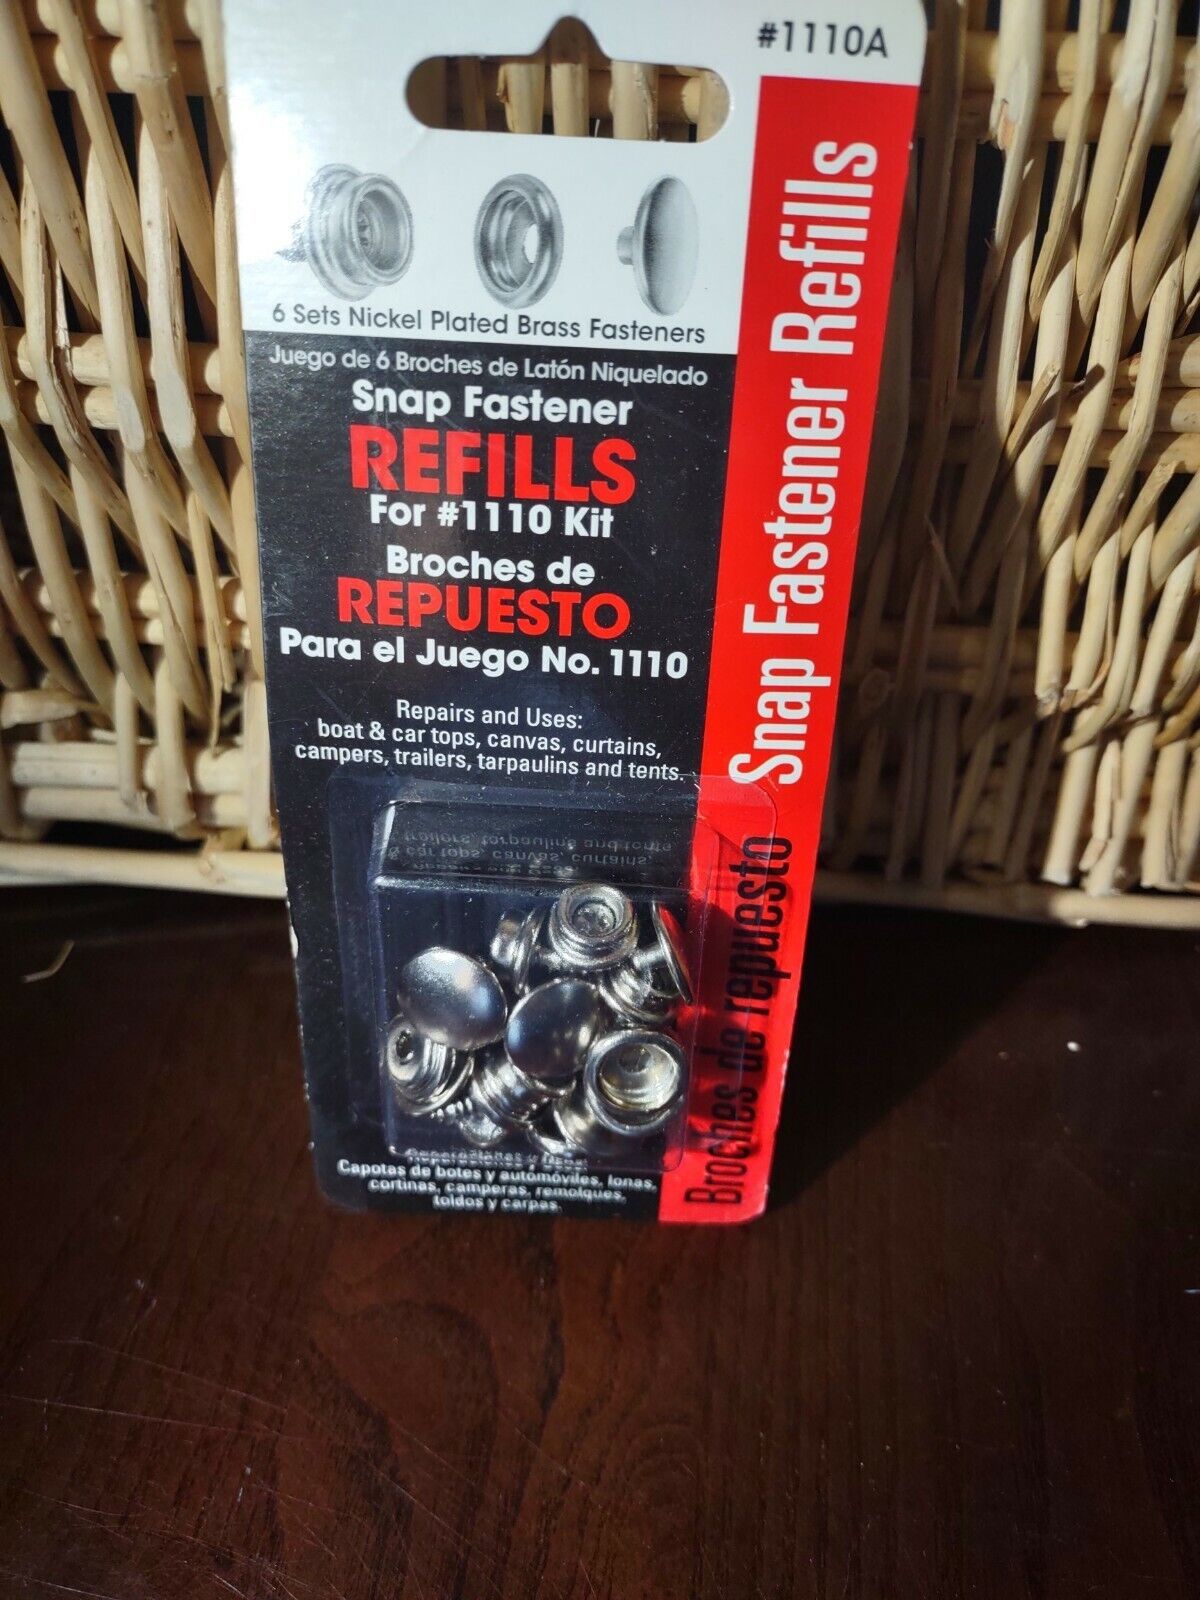 #1110A
6 Sets Nickel Plated Brass Fasteners
Juego de 6 Broches de Latón Niquelado
Snap Fastener
REFILLS
For #1110 Kit
Broches de
REPUESTO
Para el Juego No. 1110
Repairs and Uses:
boat & car tops, canvas, curtains,
campers, trailers, tarpaulins and tents.
Reparaciones y Usos:
Capotas de botes y automóviles, lonas,
cortinas, camperas, remolques,
toldos y carpas.
Snap Fastener Refills
Broches de repuesto